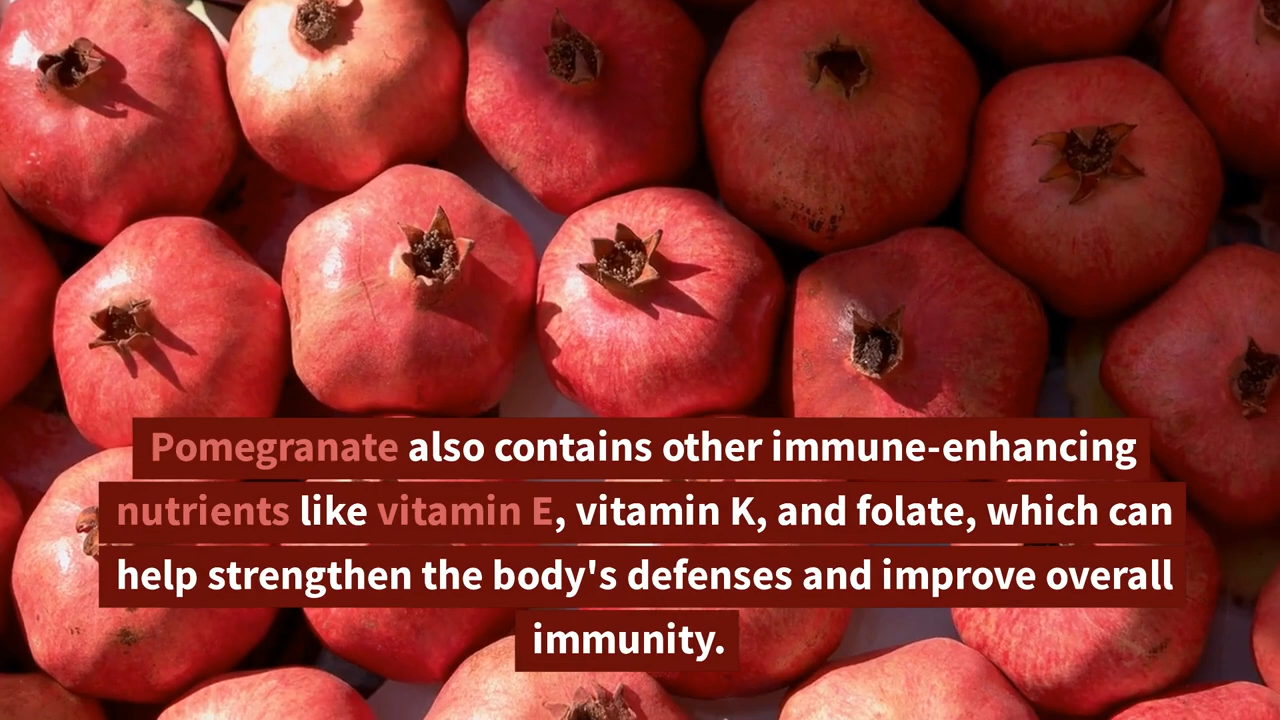 Pomegranate also contains other immune-enhancing
nutrients like vitamin E, vitamin K, and folate, which can
help strengthen the body's defenses and improve overall
immunity.